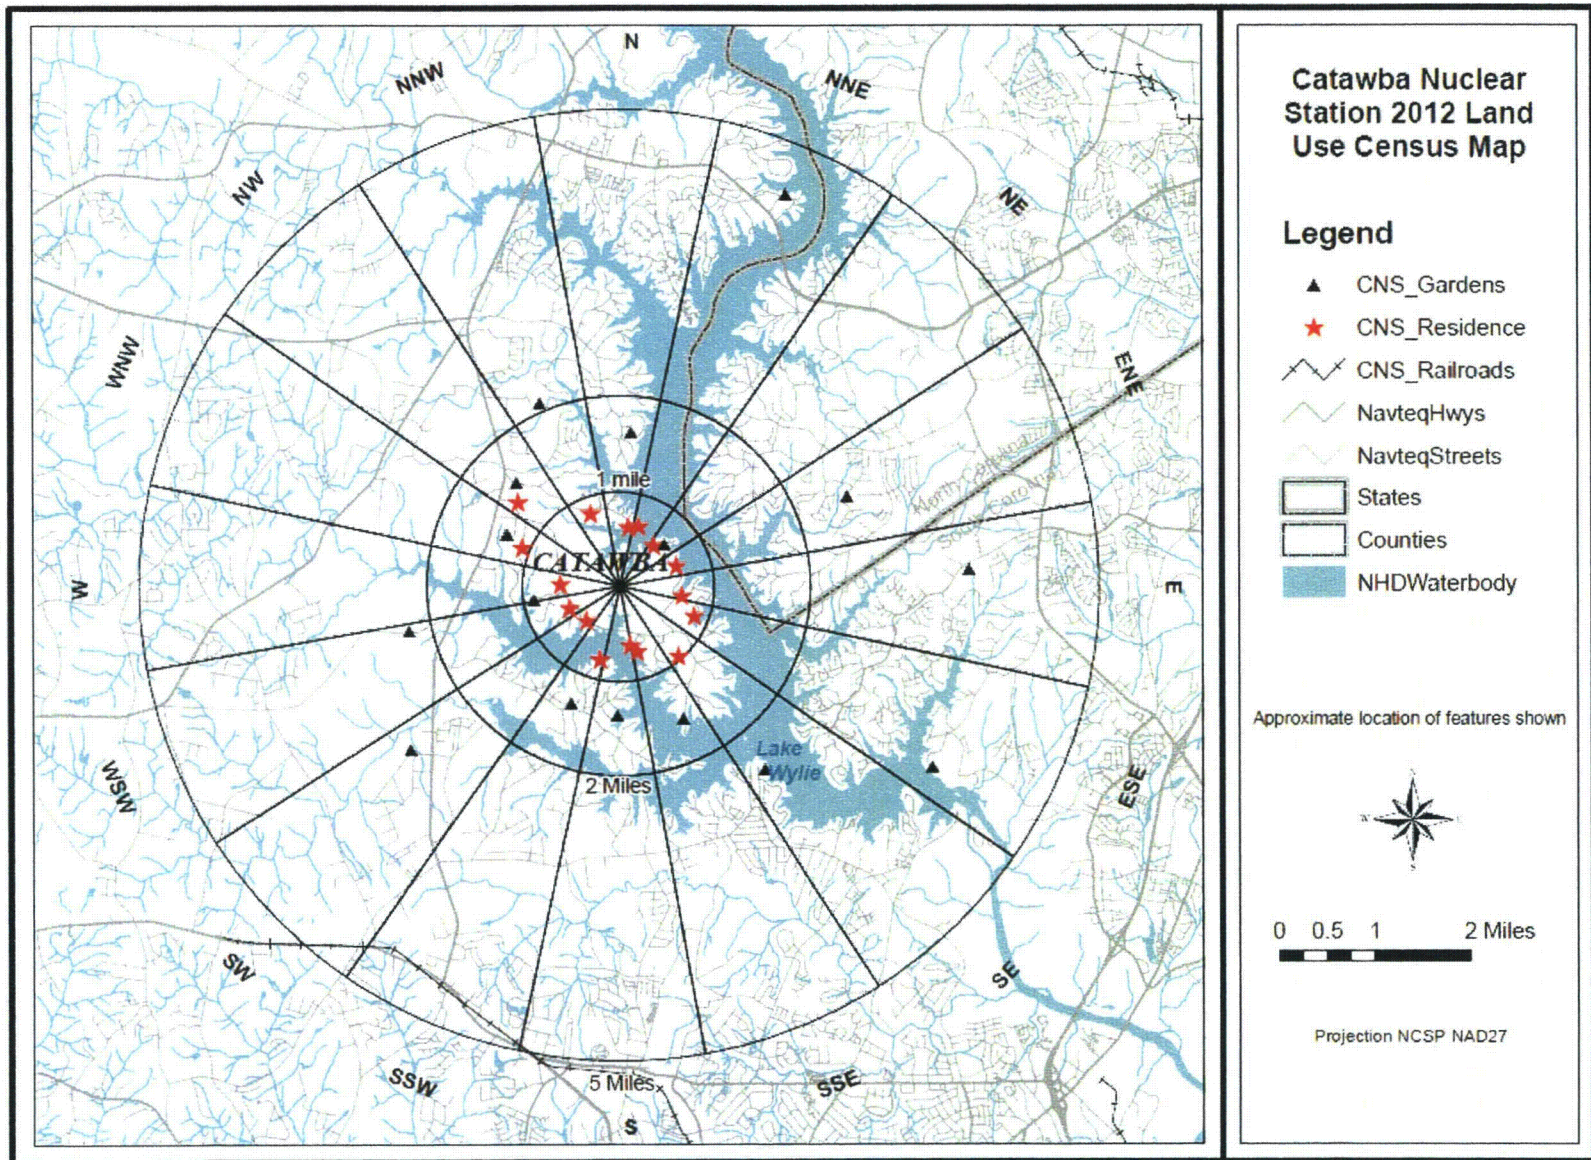 N
NNW
NNE
NW
NE
WNW
ENE
North Carolina
South Carolina
1 mile
CATAWBA
W
E
Lake
Wylie
2 Miles
WSW
ESE
SW
SE
SSW
5 Miles
SSE
S
Catawba Nuclear
Station 2012 Land
Use Census Map
Legend
CNS_Gardens
CNS_Residence
CNS_Railroads
NavteqHwys
NavteqStreets
States
Counties
NHDWaterbody
Approximate location of features shown
N
W E
S
0 0.5 1 2 Miles
Projection NCSP NAD27